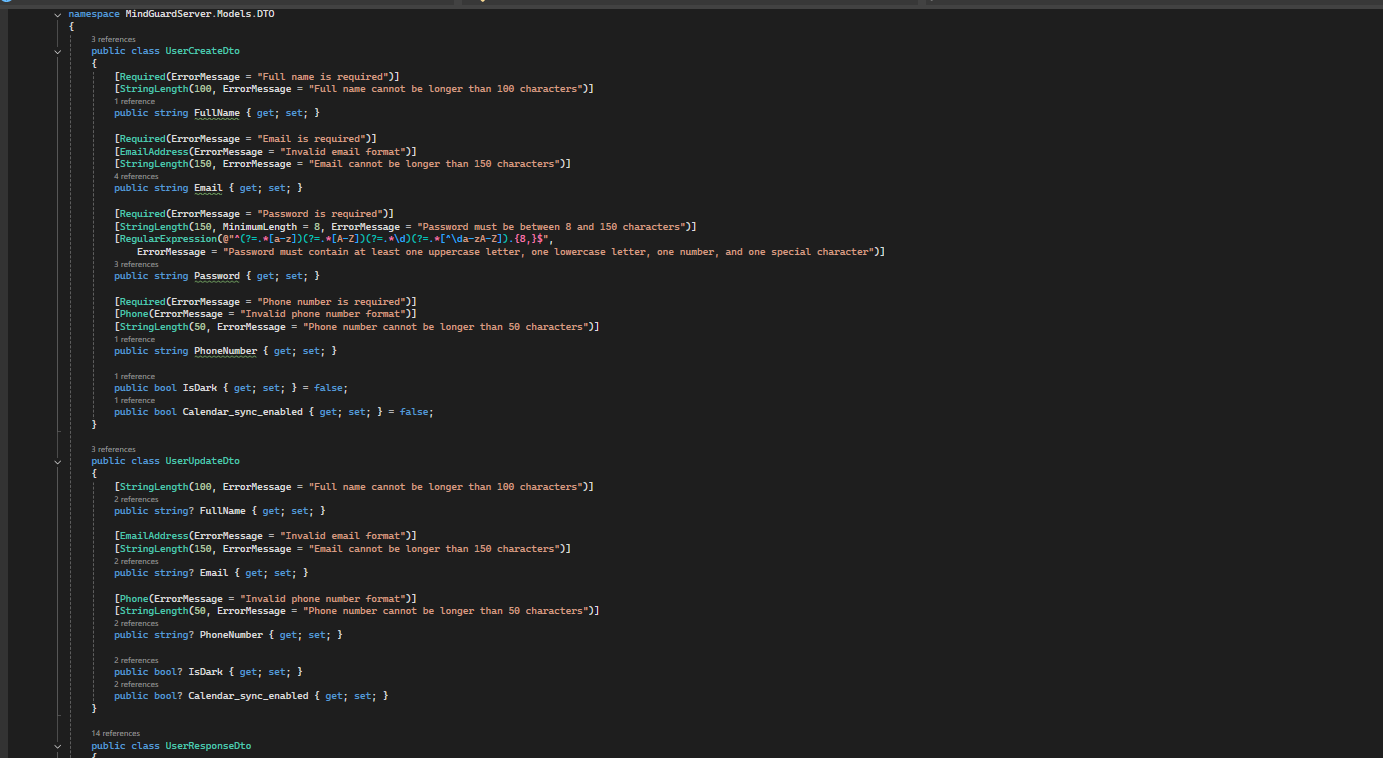 namespace MindGuardServer.Models.DTO
{
3 references
public class UserCreateDto
{
[Required(ErrorMessage = "Full name is required")]
[StringLength(100, ErrorMessage = "Full name cannot be longer than 100 characters")]
1 reference
public string FullName { get; set; }
[Required(ErrorMessage = "Email is required")]
[EmailAddress(ErrorMessage = "Invalid email format")]
[StringLength(150, ErrorMessage = "Email cannot be longer than 150 characters")]
4 references
public string Email { get; set; }
[Required(ErrorMessage = "Password is required")]
[StringLength(150, MinimumLength = 8, ErrorMessage = "Password must be between 8 and 150 characters")]
[RegularExpression(@"^(?=.*[a-z])(?=.*[A-Z])(?=.*\d)(?=.*[^\da-zA-Z]).{8,}$",
ErrorMessage = "Password must contain at least one uppercase letter, one lowercase letter, one number, and one special character")]
3 references
public string Password { get; set; }
[Required(ErrorMessage = "Phone number is required")]
[Phone(ErrorMessage = "Invalid phone number format")]
[StringLength(50, ErrorMessage = "Phone number cannot be longer than 50 characters")]
1 reference
public string PhoneNumber { get; set; }
1 reference
public bool IsDark { get; set; } = false;
1 reference
public bool Calendar_sync_enabled { get; set; } = false;
}
3 references
public class UserUpdateDto
{
[StringLength(100, ErrorMessage = "Full name cannot be longer than 100 characters")]
2 references
public string? FullName { get; set; }
[EmailAddress(ErrorMessage = "Invalid email format")]
[StringLength(150, ErrorMessage = "Email cannot be longer than 150 characters")]
2 references
public string? Email { get; set; }
[Phone(ErrorMessage = "Invalid phone number format")]
[StringLength(50, ErrorMessage = "Phone number cannot be longer than 50 characters")]
2 references
public string? PhoneNumber { get; set; }
2 references
public bool? IsDark { get; set; }
2 references
public bool? Calendar_sync_enabled { get; set; }
}
14 references
public class UserResponseDto
{